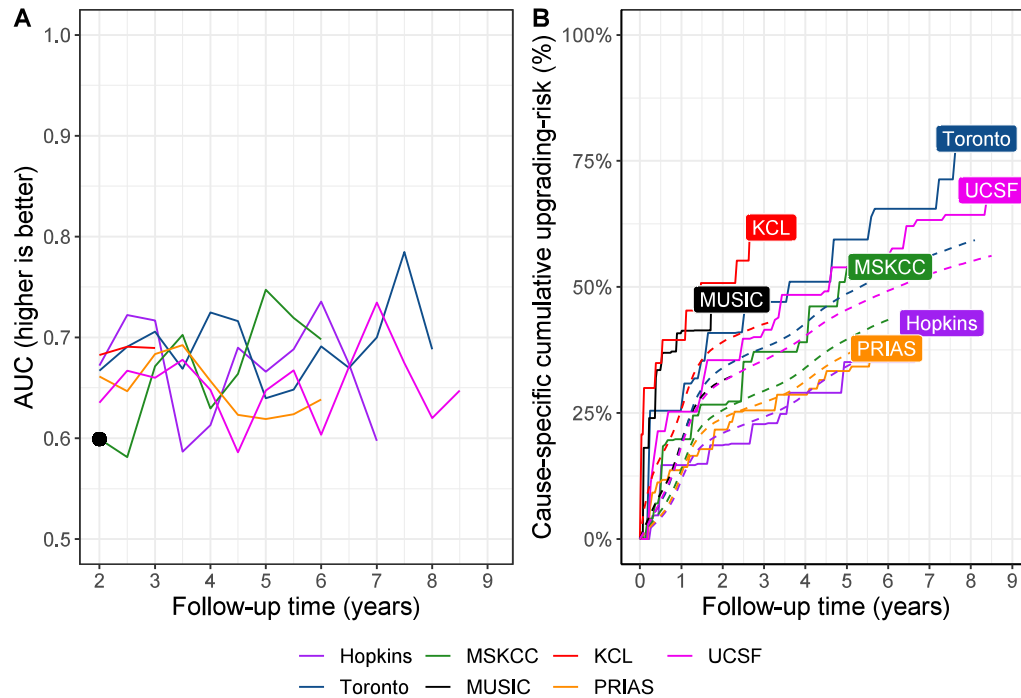 A
AUC (higher is better)
1.0
0.9
0.8
0.7
0.6
0.5
2 3 4 5 6 7 8 9
Follow-up time (years)
B
Cause-specific cumulative upgrading-risk (%)
100%
75%
50%
25%
0%
Toronto
UCSF
KCL
MSKCC
MUSIC
Hopkins
PRIAS
0 1 2 3 4 5 6 7 8 9
Follow-up time (years)
Hopkins MSKCC KCL UCSF
Toronto MUSIC PRIAS